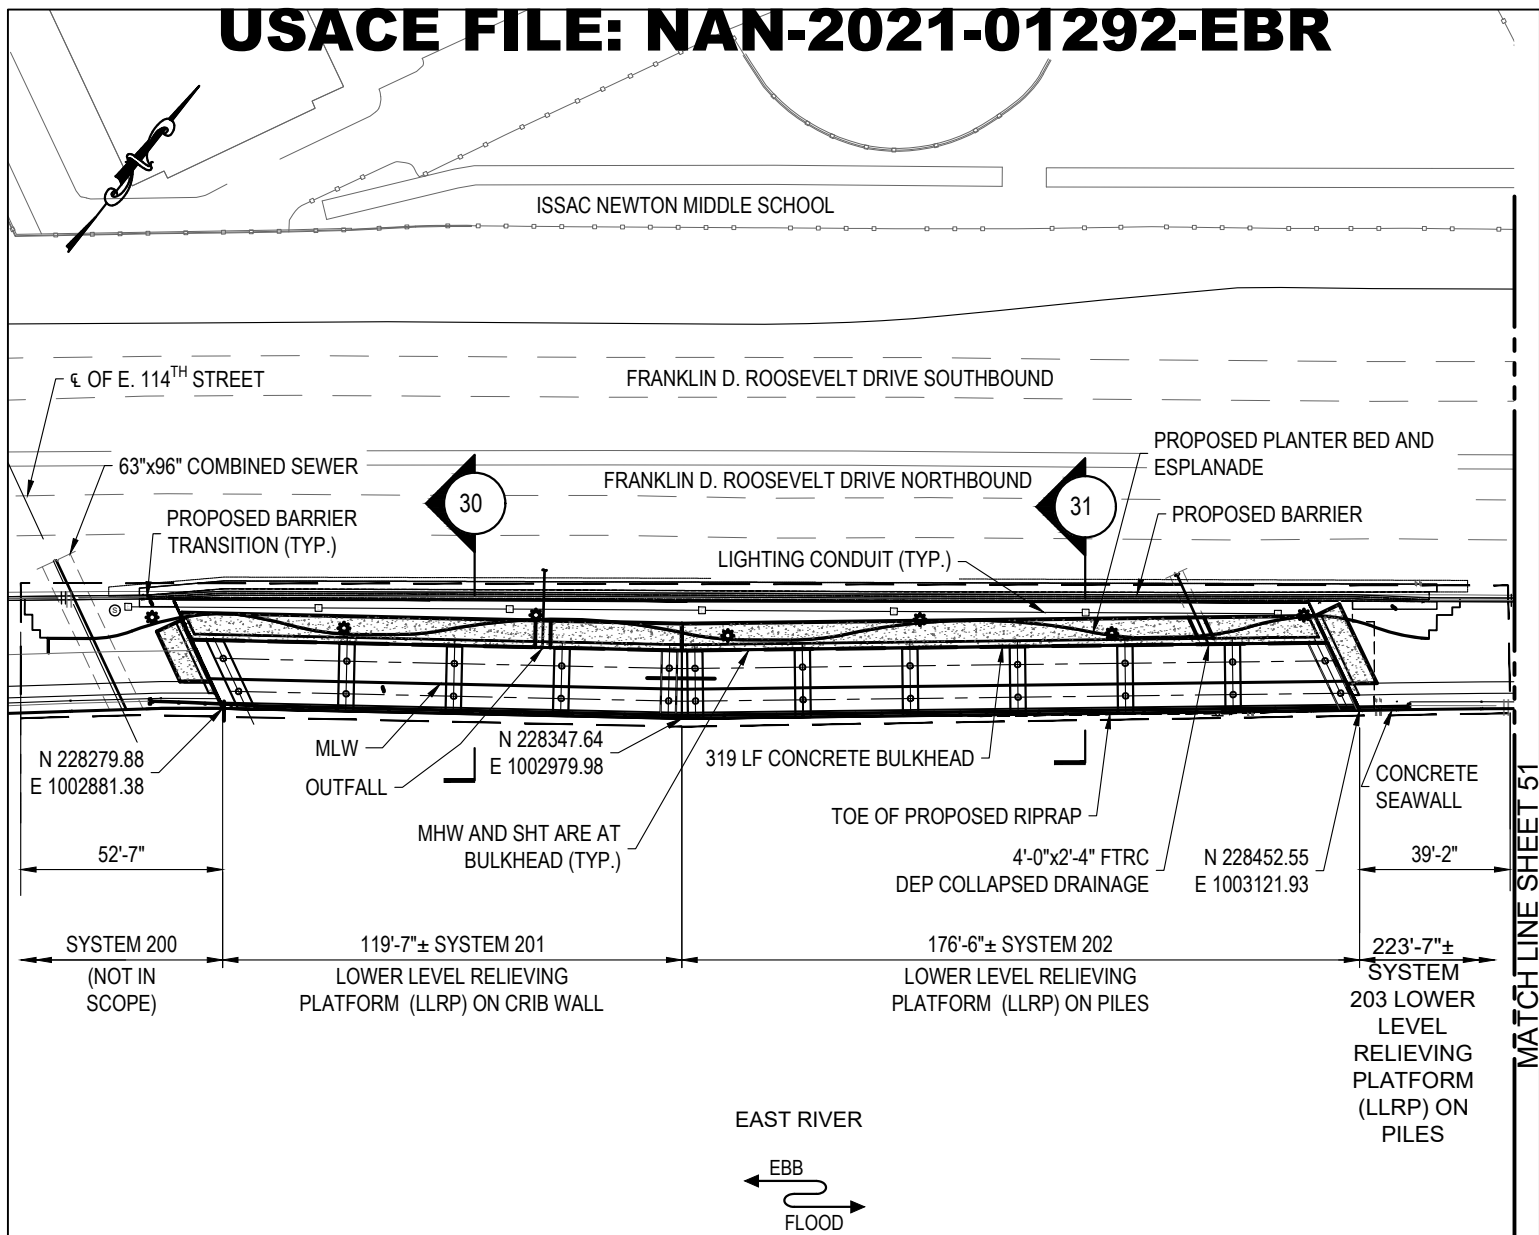 USACE FILE: NAN-2021-01292-EBR
ISSAC NEWTON MIDDLE SCHOOL
℄ OF E. 114TH STREET
FRANKLIN D. ROOSEVELT DRIVE SOUTHBOUND
63"x96" COMBINED SEWER
FRANKLIN D. ROOSEVELT DRIVE NORTHBOUND
PROPOSED PLANTER BED AND
ESPLANADE
30
31
PROPOSED BARRIER
TRANSITION (TYP.)
PROPOSED BARRIER
LIGHTING CONDUIT (TYP.)
S
N 228279.88
E 1002881.38
MLW
OUTFALL
N 228347.64
E 1002979.98
319 LF CONCRETE BULKHEAD
CONCRETE
SEAWALL
TOE OF PROPOSED RIPRAP
MHW AND SHT ARE AT
BULKHEAD (TYP.)
4'-0"x2'-4" FTRC
DEP COLLAPSED DRAINAGE
N 228452.55
E 1003121.93
52'-7"
39'-2"
SYSTEM 200
(NOT IN
SCOPE)
119'-7"± SYSTEM 201
LOWER LEVEL RELIEVING
PLATFORM (LLRP) ON CRIB WALL
176'-6"± SYSTEM 202
LOWER LEVEL RELIEVING
PLATFORM (LLRP) ON PILES
223'-7"±
SYSTEM
203 LOWER
LEVEL
RELIEVING
PLATFORM
(LLRP) ON
PILES
MATCH LINE SHEET 51
EAST RIVER
EBB
FLOOD